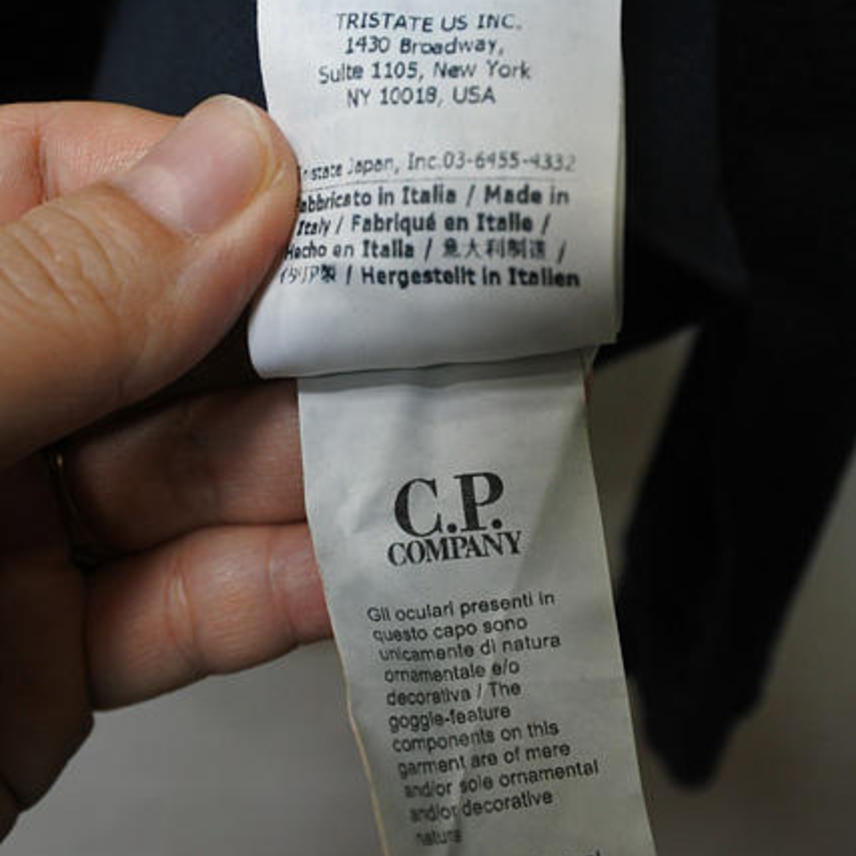 TRISTATE US INC.
1430 Broadway,
Suite 1105, New York
NY 10018, USA
Tristate Japan, Inc.03-6455-4332
Fabbricato in Italia / Made in
Italy / Fabriqué en Italie /
Hecho en Italia / 意大利制造 /
イタリア製 / Hergestellt in Italien
C.P.
COMPANY
Gli oculari presenti in
questo capo sono
unicamente di natura
ornamentale e/o
decorativa / The
goggle-feature
components on this
garment are of mere
and/or sole ornamental
and/or decorative
nature